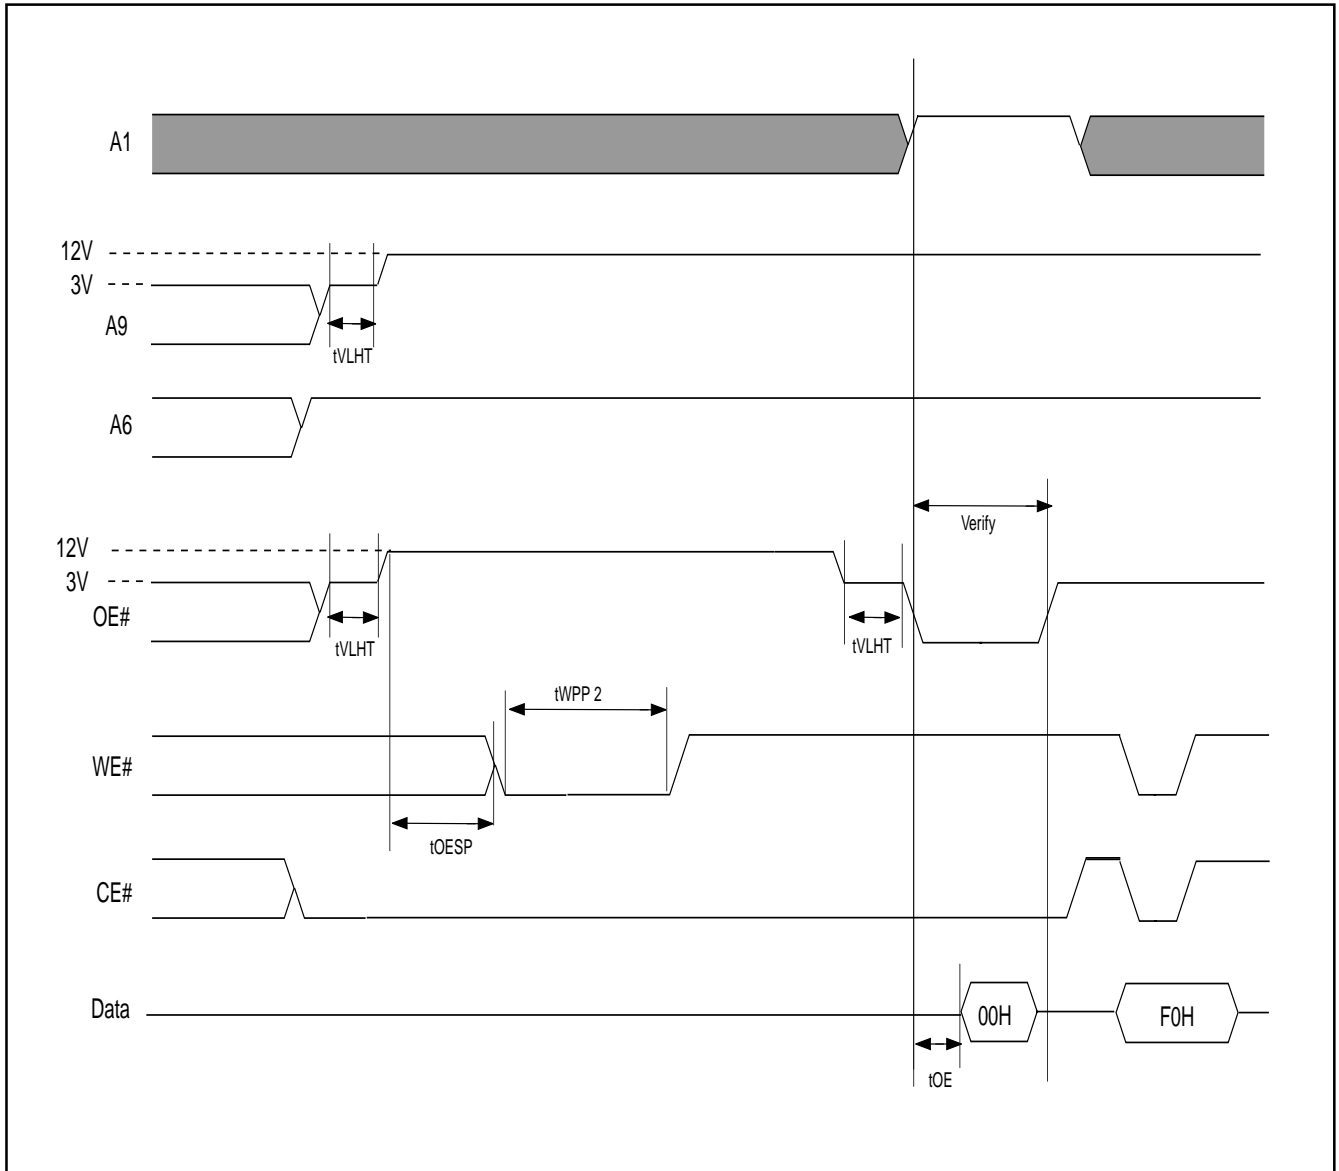 A1
12V
3V
A9
tVLHT
A6
Verify
12V
3V
OE#
tVLHT
tVLHT
tWPP 2
WE#
tOESP
CE#
Data
00H
F0H
tOE